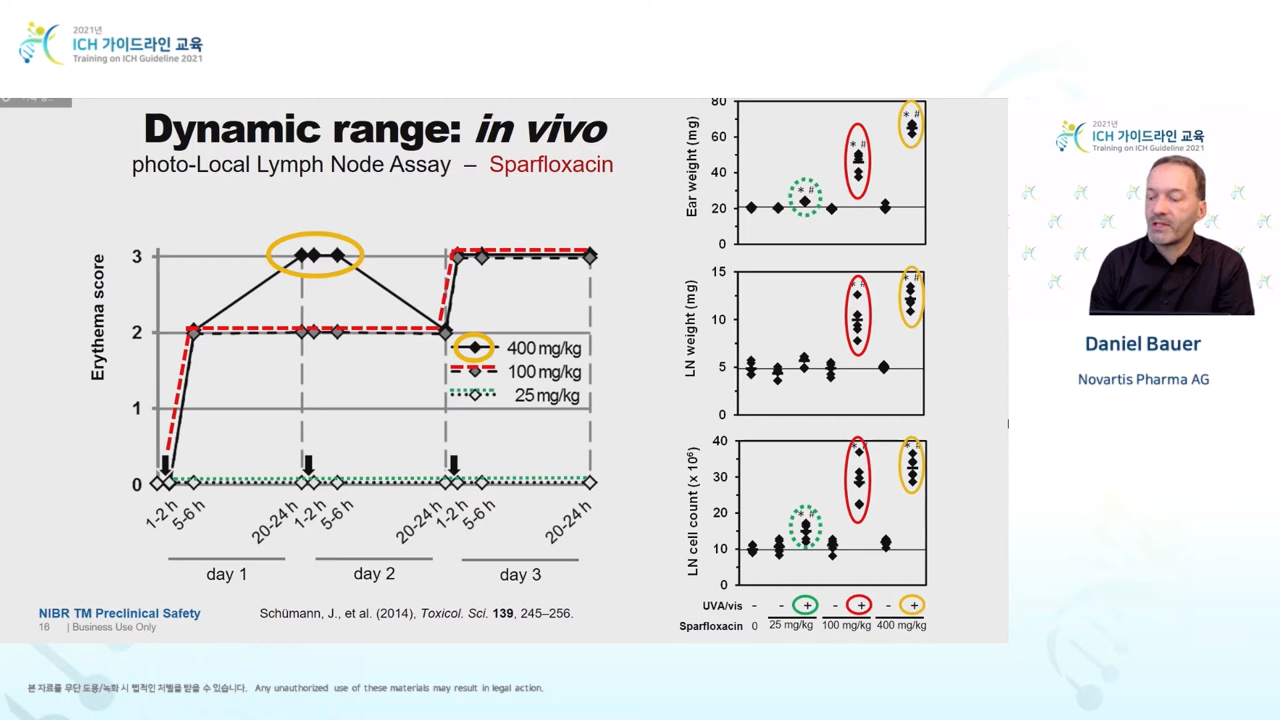 2021년
ICH 가이드라인 교육
Training on ICH Guideline 2021
Dynamic range: in vivo
photo-Local Lymph Node Assay – Sparfloxacin
Erythema score
3
2
1
0
400 mg/kg
100 mg/kg
25 mg/kg
1-2 h
5-6 h
20-24 h
1-2 h
5-6 h
20-24 h
1-2 h
5-6 h
20-24 h
day 1
day 2
day 3
NIBR TM Preclinical Safety
16 | Business Use Only
Schümann, J., et al. (2014), Toxicol. Sci. 139, 245–256.
Ear weight (mg)
80
60
40
20
0
* #
* #
* #
LN weight (mg)
15
10
5
0
* #
* #
LN cell count (x 10⁶)
40
30
20
10
0
* #
* #
* #
UVA/vis - - + - + - +
Sparfloxacin 0 25 mg/kg 100 mg/kg 400 mg/kg
2021년
ICH 가이드라인 교육
Training on ICH Guideline 2021
Daniel Bauer
Novartis Pharma AG
본 자료를 무단 도용/녹화 시 법적인 처벌을 받을 수 있습니다. Any unauthorized use of these materials may result in legal action.